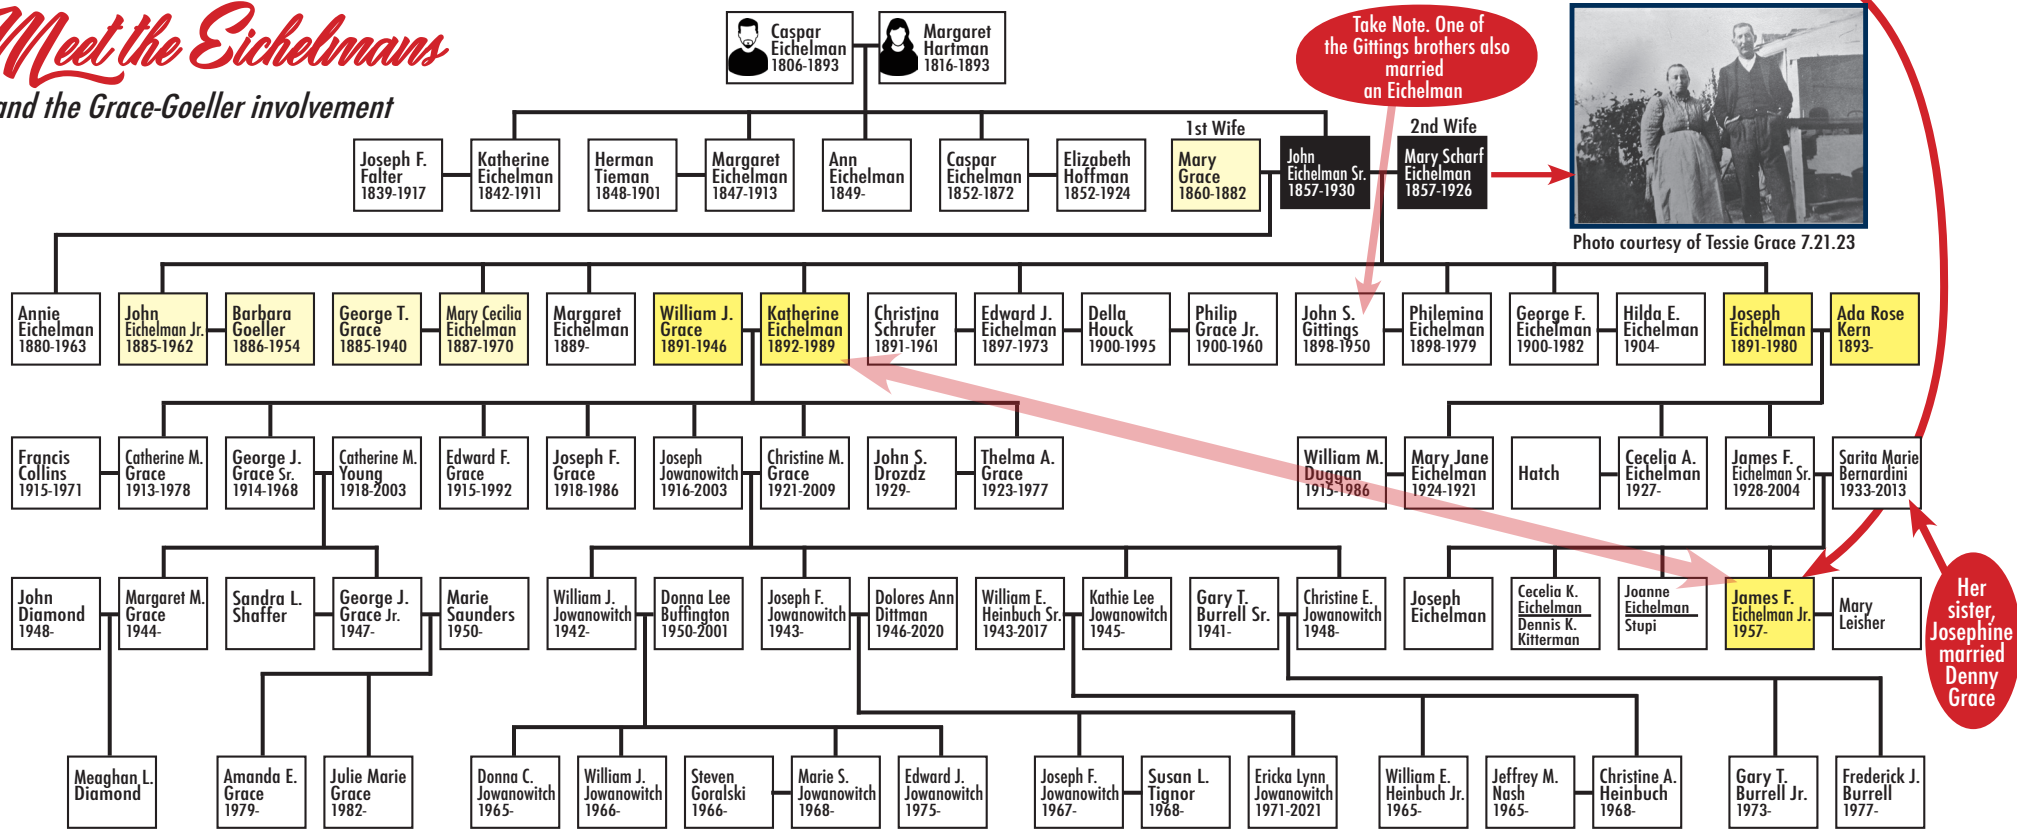 Meet the Eichelmans
and the Grace-Goeller involvement
Caspar
Eichelman
1806-1893
Margaret
Hartman
1816-1893
Take Note. One of
the Gittings brothers also
married
an Eichelman
Joseph F.
Falter
1839-1917
Katherine
Eichelman
1842-1911
Herman
Tieman
1848-1901
Margaret
Eichelman
1847-1913
Ann
Eichelman
1849-
Caspar
Eichelman
1852-1872
Elizabeth
Hoffman
1852-1924
1st Wife
Mary
Grace
1860-1882
John
Eichelman Sr.
1857-1930
2nd Wife
Mary Scharf
Eichelman
1857-1926
Photo courtesy of Tessie Grace 7.21.23
Annie
Eichelman
1880-1963
John
Eichelman Jr.
1885-1962
Barbara
Goeller
1886-1954
George T.
Grace
1885-1940
Mary Cecilia
Eichelman
1887-1970
Margaret
Eichelman
1889-
William J.
Grace
1891-1946
Katherine
Eichelman
1892-1989
Christina
Schrufer
1891-1961
Edward J.
Eichelman
1897-1973
Della
Houck
1900-1995
Philip
Grace Jr.
1900-1960
John S.
Gittings
1898-1950
Philemina
Eichelman
1898-1979
George F.
Eichelman
1900-1982
Hilda E.
Eichelman
1904-
Joseph
Eichelman
1891-1980
Ada Rose
Kern
1893-
Francis
Collins
1915-1971
Catherine M.
Grace
1913-1978
George J.
Grace Sr.
1914-1968
Catherine M.
Young
1918-2003
Edward F.
Grace
1915-1992
Joseph F.
Grace
1918-1986
Joseph
Jowanowitch
1916-2003
Christine M.
Grace
1921-2009
John S.
Drozdz
1929-
Thelma A.
Grace
1923-1977
William M.
Duggan
1915-1986
Mary Jane
Eichelman
1924-1921
Hatch
Cecelia A.
Eichelman
1927-
James F.
Eichelman Sr.
1928-2004
Sarita Marie
Bernardini
1933-2013
John
Diamond
1948-
Margaret M.
Grace
1944-
Sandra L.
Shaffer
George J.
Grace Jr.
1947-
Marie
Saunders
1950-
William J.
Jowanowitch
1942-
Donna Lee
Buffington
1950-2001
Joseph F.
Jowanowitch
1943-
Dolores Ann
Dittman
1946-2020
William E.
Heinbuch Sr.
1943-2017
Kathie Lee
Jowanowitch
1945-
Gary T.
Burrell Sr.
1941-
Christine E.
Jowanowitch
1948-
Joseph
Eichelman
Cecelia K.
Eichelman
Dennis K.
Kitterman
Joanne
Eichelman
Stupi
James F.
Eichelman Jr.
1957-
Mary
Leisher
Her
sister,
Josephine
married
Denny
Grace
Meaghan L.
Diamond
Amanda E.
Grace
1979-
Julie Marie
Grace
1982-
Donna C.
Jowanowitch
1965-
William J.
Jowanowitch
1966-
Steven
Goralski
1966-
Marie S.
Jowanowitch
1968-
Edward J.
Jowanowitch
1975-
Joseph F.
Jowanowitch
1967-
Susan L.
Tignor
1968-
Ericka Lynn
Jowanowitch
1971-2021
William E.
Heinbuch Jr.
1965-
Jeffrey M.
Nash
1965-
Christine A.
Heinbuch
1968-
Gary T.
Burrell Jr.
1973-
Frederick J.
Burrell
1977-